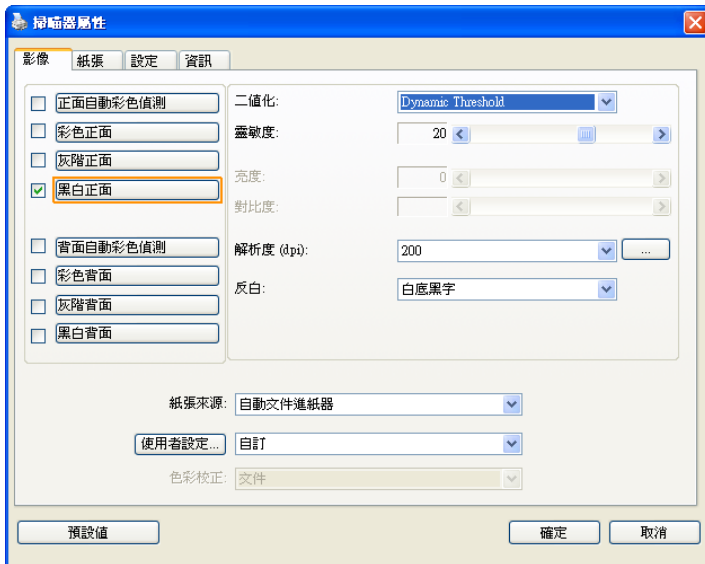 掃瞄器屬性
影像 紙張 設定 資訊
正面自動彩色偵測
彩色正面
灰階正面
黑白正面
背面自動彩色偵測
彩色背面
灰階背面
黑白背面
二値化: Dynamic Threshold
靈敏度: 20
亮度: 0
對比度:
解析度 (dpi): 200 ...
反白: 白底黑字
紙張來源: 自動文件進紙器
使用者設定... 自訂
色彩校正: 文件
預設値 確定 取消